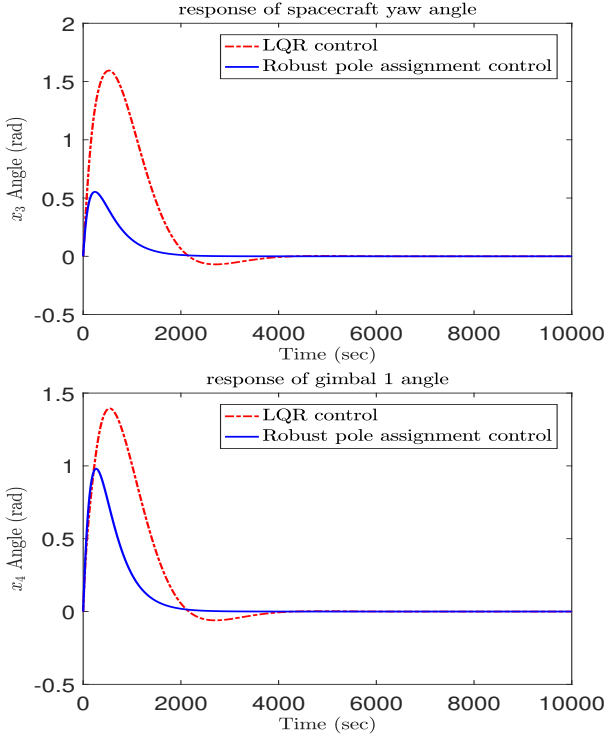 response of spacecraft yaw angle
2
1.5
1
0.5
0
-0.5
x3 Angle (rad)
LQR control
Robust pole assignment control
0 2000 4000 6000 8000 10000
Time (sec)
response of gimbal 1 angle
1.5
1
0.5
0
-0.5
x4 Angle (rad)
LQR control
Robust pole assignment control
0 2000 4000 6000 8000 10000
Time (sec)